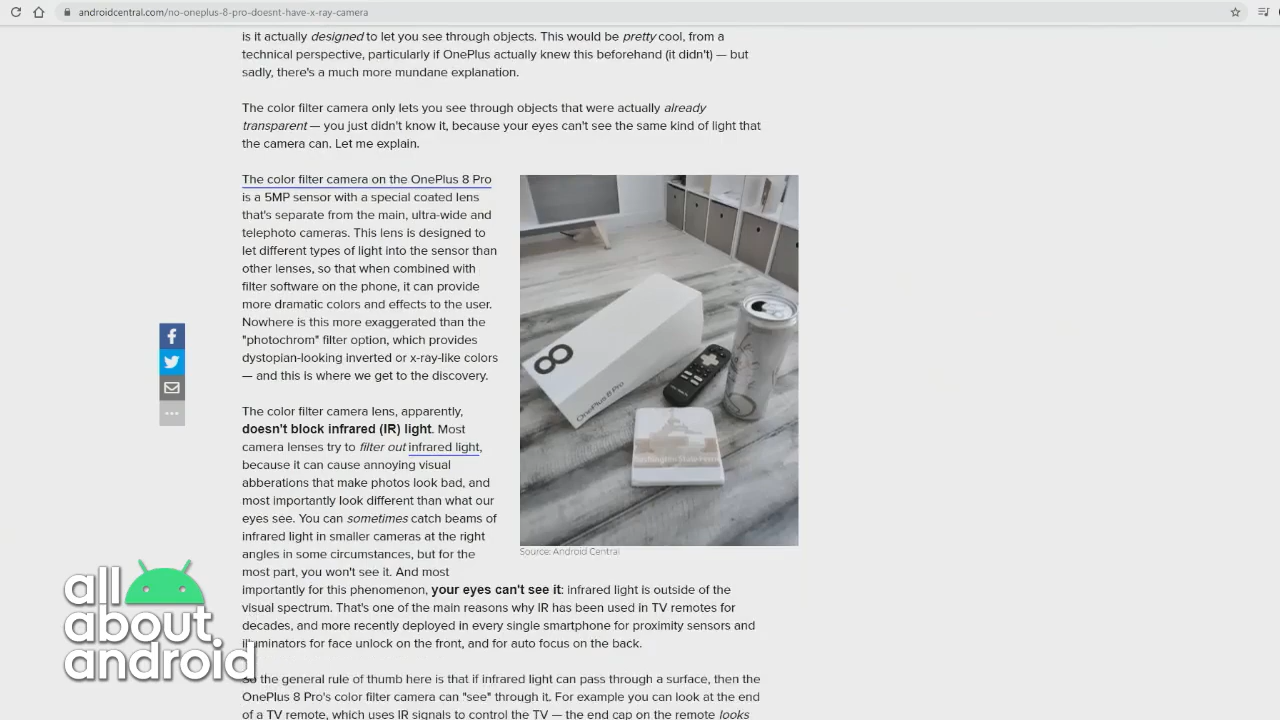 androidcentral.com/no-oneplus-8-pro-doesnt-have-x-ray-camera
is it actually designed to let you see through objects. This would be pretty cool, from a
technical perspective, particularly if OnePlus actually knew this beforehand (it didn't) — but
sadly, there's a much more mundane explanation.
The color filter camera only lets you see through objects that were actually already
transparent — you just didn't know it, because your eyes can't see the same kind of light that
the camera can. Let me explain.
The color filter camera on the OnePlus 8 Pro
is a 5MP sensor with a special coated lens
that's separate from the main, ultra-wide and
telephoto cameras. This lens is designed to
let different types of light into the sensor than
other lenses, so that when combined with
filter software on the phone, it can provide
more dramatic colors and effects to the user.
Nowhere is this more exaggerated than the
"photochrom" filter option, which provides
dystopian-looking inverted or x-ray-like colors
— and this is where we get to the discovery.
8
OnePlus 8 Pro
Source: Android Central
The color filter camera lens, apparently,
doesn't block infrared (IR) light. Most
camera lenses try to filter out infrared light,
because it can cause annoying visual
abberations that make photos look bad, and
most importantly look different than what our
eyes see. You can sometimes catch beams of
infrared light in smaller cameras at the right
angles in some circumstances, but for the
most part, you won't see it. And most
importantly for this phenomenon, your eyes can't see it: infrared light is outside of the
visual spectrum. That's one of the main reasons why IR has been used in TV remotes for
decades, and more recently deployed in every single smartphone for proximity sensors and
illuminators for face unlock on the front, and for auto focus on the back.
So the general rule of thumb here is that if infrared light can pass through a surface, then the
OnePlus 8 Pro's color filter camera can "see" through it. For example you can look at the end
of a TV remote, which uses IR signals to control the TV — the end cap on the remote looks
all
about
android